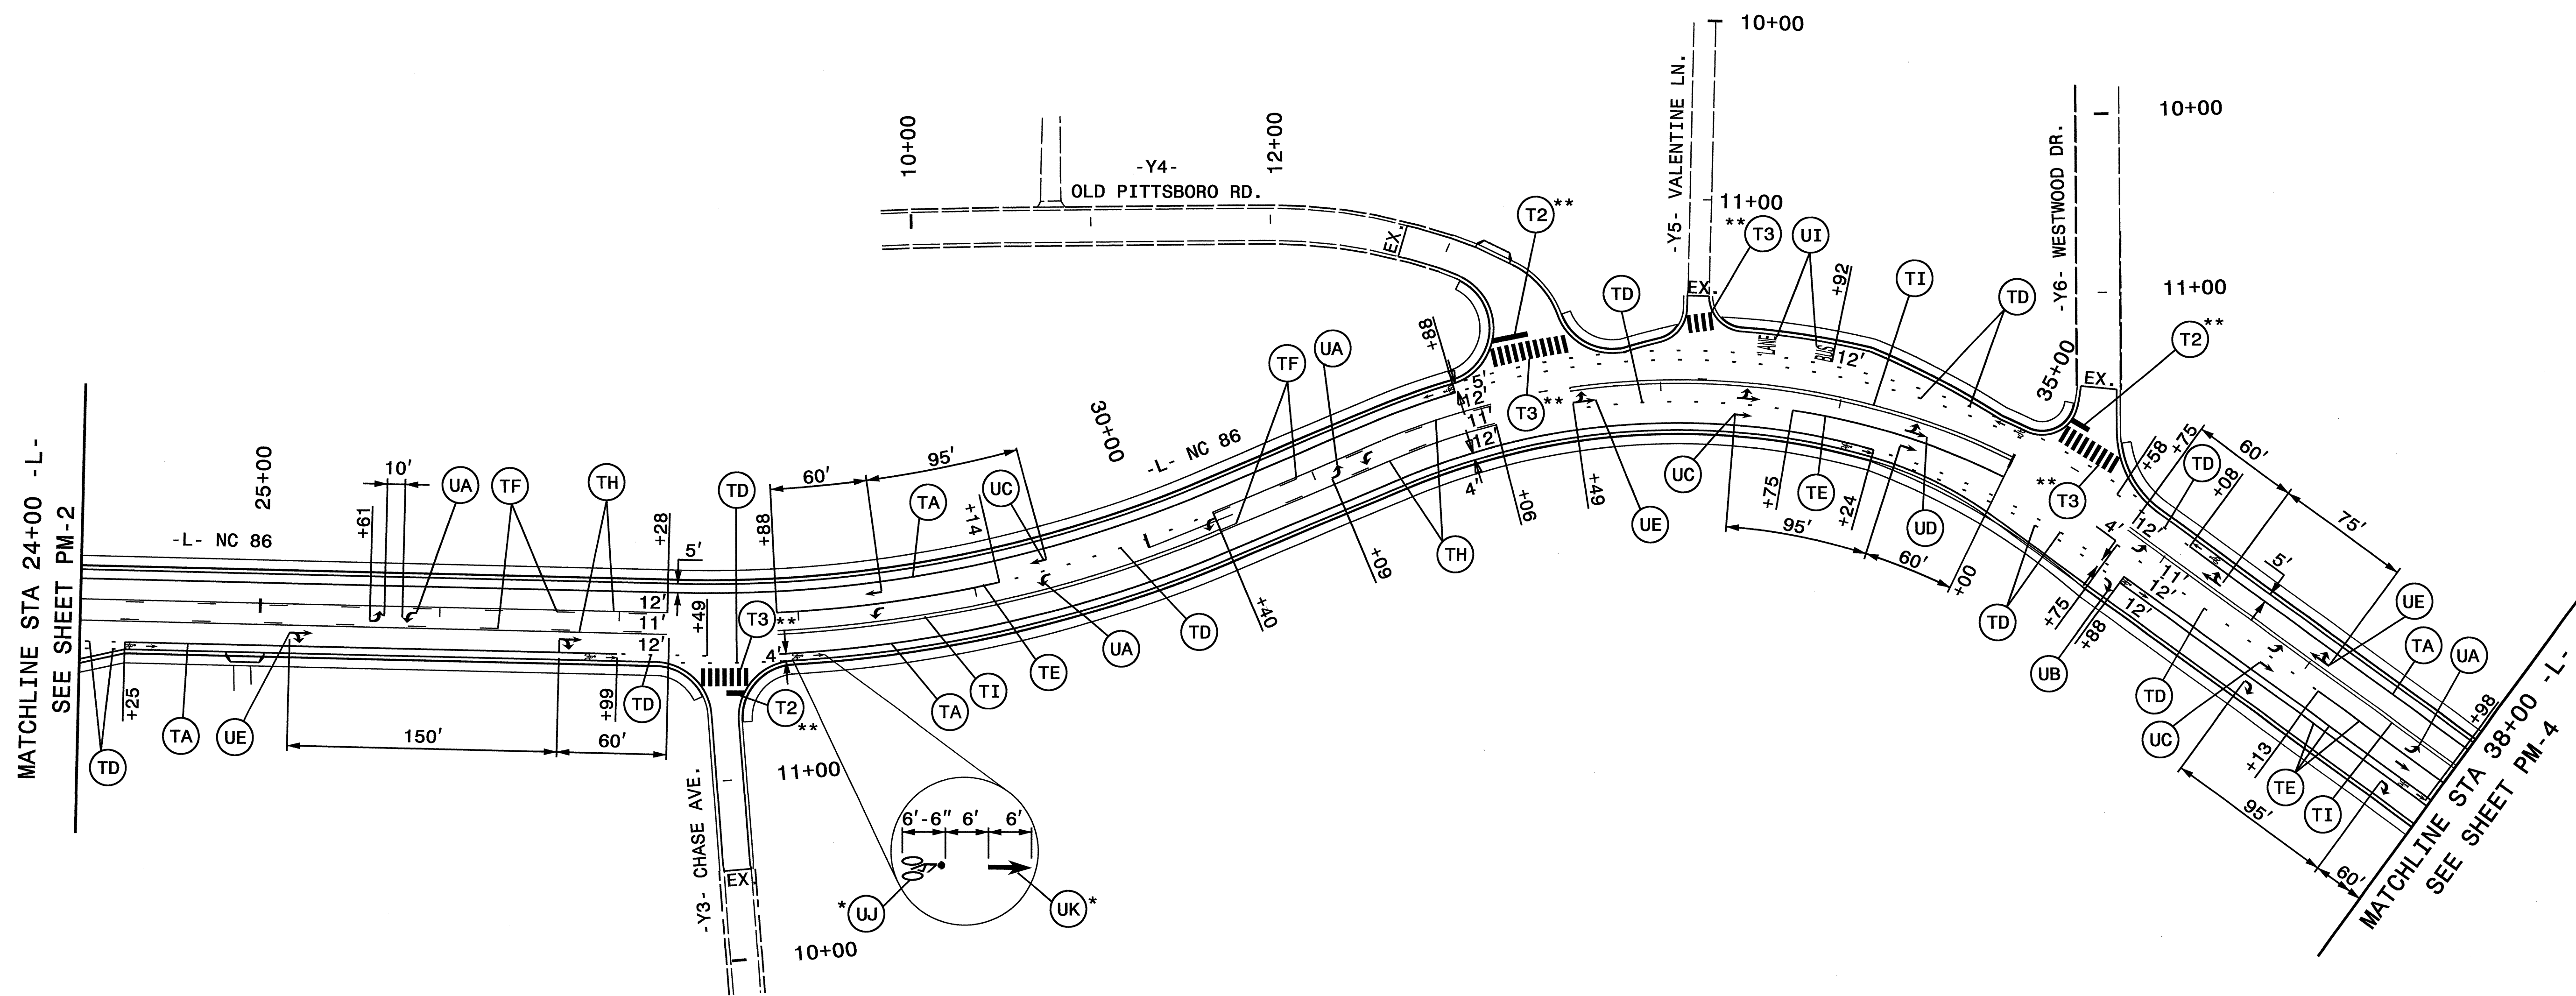 10+00
-Y5- VALENTINE LN.
11+00
**
T3
UI
+92
EX.
10+00
-Y6- WESTWOOD DR.
11+00
T2**
EX.
35+00
10+00
12+00
-Y4-
OLD PITTSBORO RD.
EX.
T2**
TD
TI
TD
LANE
BUS
12'
+88
UA
TF
5'
12'
11'
12'
4'
T3**
30+00
-L- NC 86
+06
+49
UE
UC
+75
TE
+24
UD
95'
60'
+00
TH
+09
+40
MATCHLINE STA 24+00 -L-
SEE SHEET PM-2
-L- NC 86
25+00
+61
10'
UA
TF
TH
+28
5'
TD
+88
60'
95'
TA
+14
UC
12'
11'
12'
+49
T3**
4'
TD
TA
TI
TE
UA
TD
TD
+25
TA
UE
150'
+99
60'
TD
T2
**
11+00
-Y3- CHASE AVE.
EX.
10+00
6'-6" 6' 6'
*UJ
UK*
**T3
+58
+75
60'
TD
+08
75'
12'
4'
11'
12'
12'
5'
TD
+75
+88
UB
TD
UC
UE
TA
UA
+98
+13
TE
TI
95'
60'
MATCHLINE STA 38+00 -L-
SEE SHEET PM-4